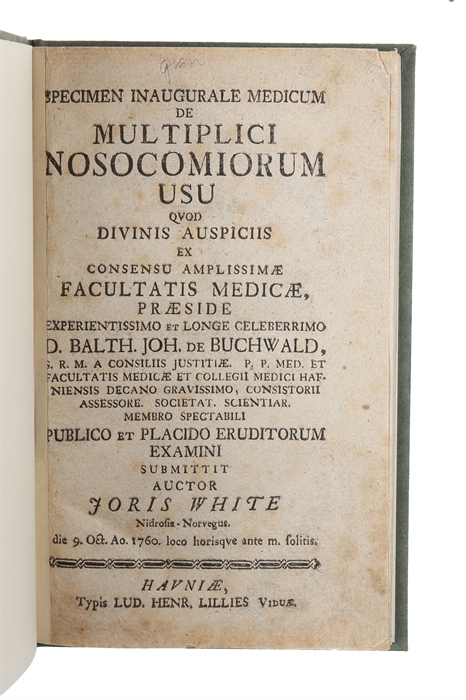 SPECIMEN INAUGURALE MEDICUM
DE
MULTIPLICI
NOSOCOMIORUM
USU
QVOD
DIVINIS AUSPICIIS
EX
CONSENSU AMPLISSIMÆ
FACULTATIS MEDICÆ,
PRÆSIDE
EXPERIENTISSIMO ET LONGE CELEBERRIMO
D. BALTH. JOH. DE BUCHWALD,
S. R. M. A CONSILIIS JUSTITIÆ. P. P. MED. ET
FACULTATIS MEDICÆ ET COLLEGII MEDICI HAF-
NIENSIS DECANO GRAVISSIMO, CONSISTORII
ASSESSORE. SOCIETAT. SCIENTIAR.
MEMBRO SPECTABILI
PUBLICO ET PLACIDO ERUDITORUM
EXAMINI
SUBMITTIT
AUCTOR
JORIS WHITE
Nidrosia-Norvegus.
die 9. Oct. Ao. 1760. loco horisqve ante m. solitis.
HAVNIÆ,
Typis LUD. HENR. LILLIES VIDUÆ.